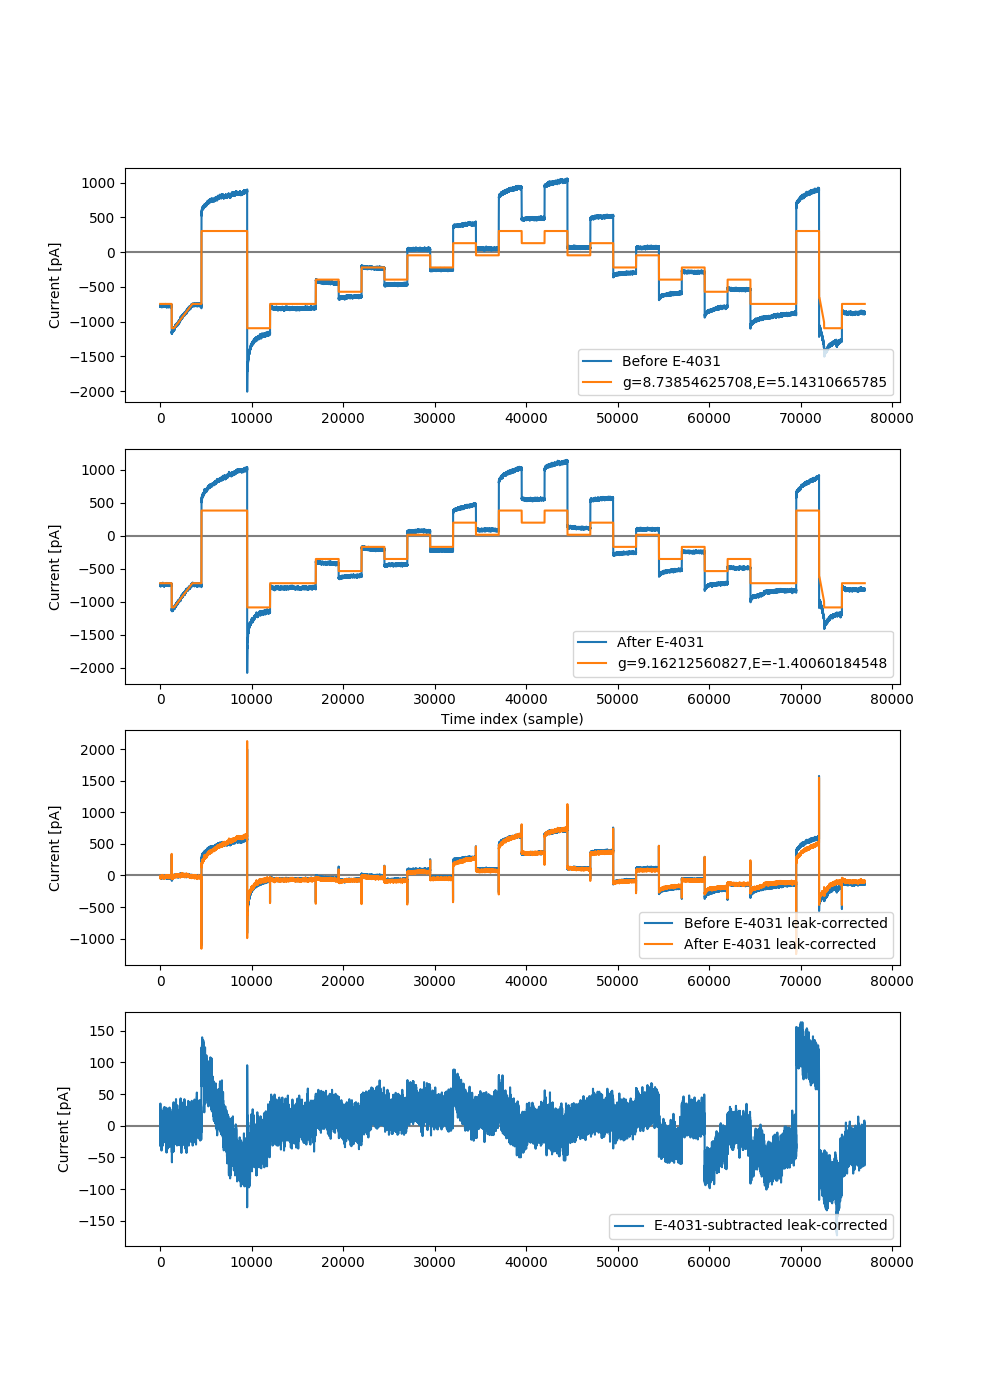 1000
500
0
−500
−1000
−1500
−2000
Current [pA]
Before E-4031
g=8.73854625708,E=5.14310665785
0 10000 20000 30000 40000 50000 60000 70000 80000
1000
500
0
−500
−1000
−1500
−2000
Current [pA]
After E-4031
g=9.16212560827,E=-1.40060184548
0 10000 20000 30000 40000 50000 60000 70000 80000
Time index (sample)
2000
1500
1000
500
0
−500
−1000
Current [pA]
Before E-4031 leak-corrected
After E-4031 leak-corrected
0 10000 20000 30000 40000 50000 60000 70000 80000
150
100
50
0
−50
−100
−150
Current [pA]
E-4031-subtracted leak-corrected
0 10000 20000 30000 40000 50000 60000 70000 80000